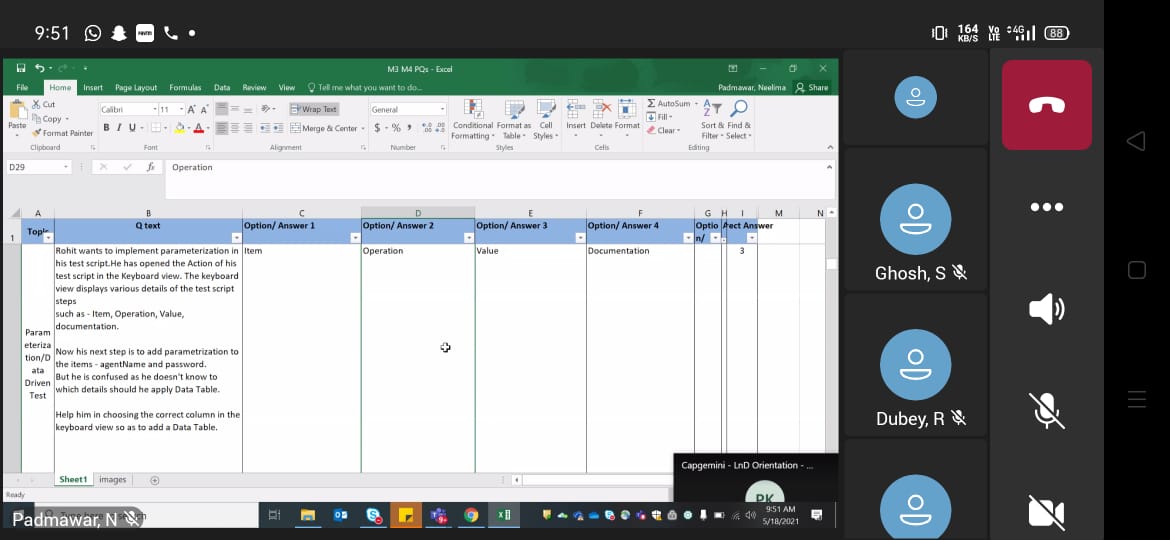 9:51
164
KB/S
Vo
LTE
4G
88
M3 M4 PQs - Excel
File Home Insert Page Layout Formulas Data Review View Tell me what you want to do...
Padmawar, Neelima Share
Cut
Copy
Format Painter
Paste
Clipboard
Calibri 11
B I U
Font
Wrap Text
Merge & Center
Alignment
General
$ % ,
Number
Conditional Formatting
Format as Table
Cell Styles
Styles
Insert Delete Format
Cells
AutoSum
Fill
Clear
Sort & Filter
Find & Select
Editing
D29
fx
Operation
A B C D E F G H I M N
1
Topic
Q text
Option/ Answer 1
Option/ Answer 2
Option/ Answer 3
Option/ Answer 4
Optio
n/
Answer
Param
eteriza
tion/D
ata
Driven
Test
Rohit wants to implement parameterization in
his test script.He has opened the Action of his
test script in the Keyboard view. The keyboard
view displays various details of the test script
steps
such as - Item, Operation, Value,
documentation.
Now his next step is to add parametrization to
the items - agentName and password.
But he is confused as he doesn't know to
which details should he apply Data Table.
Help him in choosing the correct column in the
keyboard view so as to add a Data Table.
Item
Operation
Value
Documentation
3
Sheet1 images
Ready
Capgemini - LnD Orientation - ...
PK
Padmawar, N
9:51 AM
5/18/2021
Ghosh, S
Dubey, R